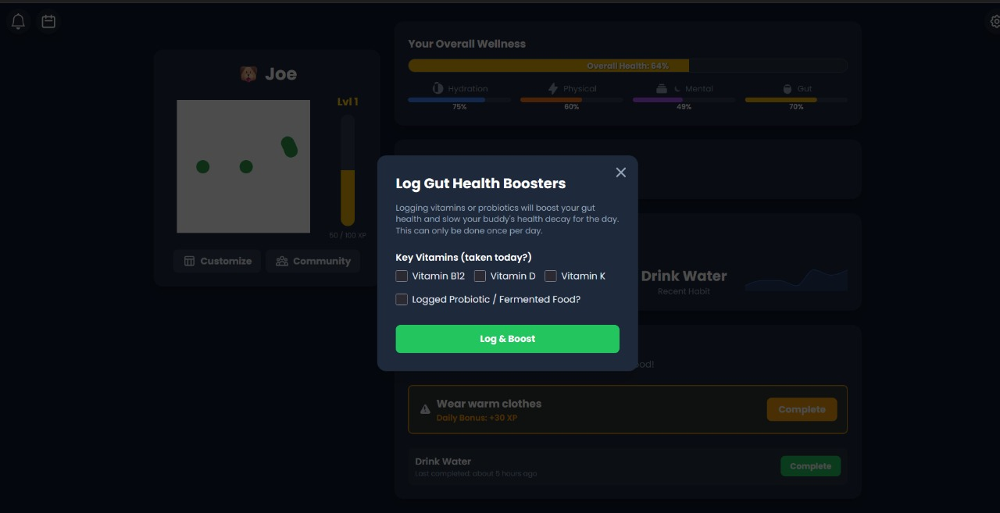 Joe
Lvl 1
50 / 100 XP
Customize
Community
Your Overall Wellness
Overall Health: 64%
Hydration
75%
Physical
60%
Mental
49%
Gut
70%
Log Gut Health Boosters
Logging vitamins or probiotics will boost your gut
health and slow your buddy's health decay for the day.
This can only be done once per day.
Key Vitamins (taken today?)
Vitamin B12 Vitamin D Vitamin K
Logged Probiotic / Fermented Food?
Log & Boost
Drink Water
Recent Habit
Wear warm clothes
Daily Bonus: +30 XP
Complete
Drink Water
Last completed: about 5 hours ago
Complete